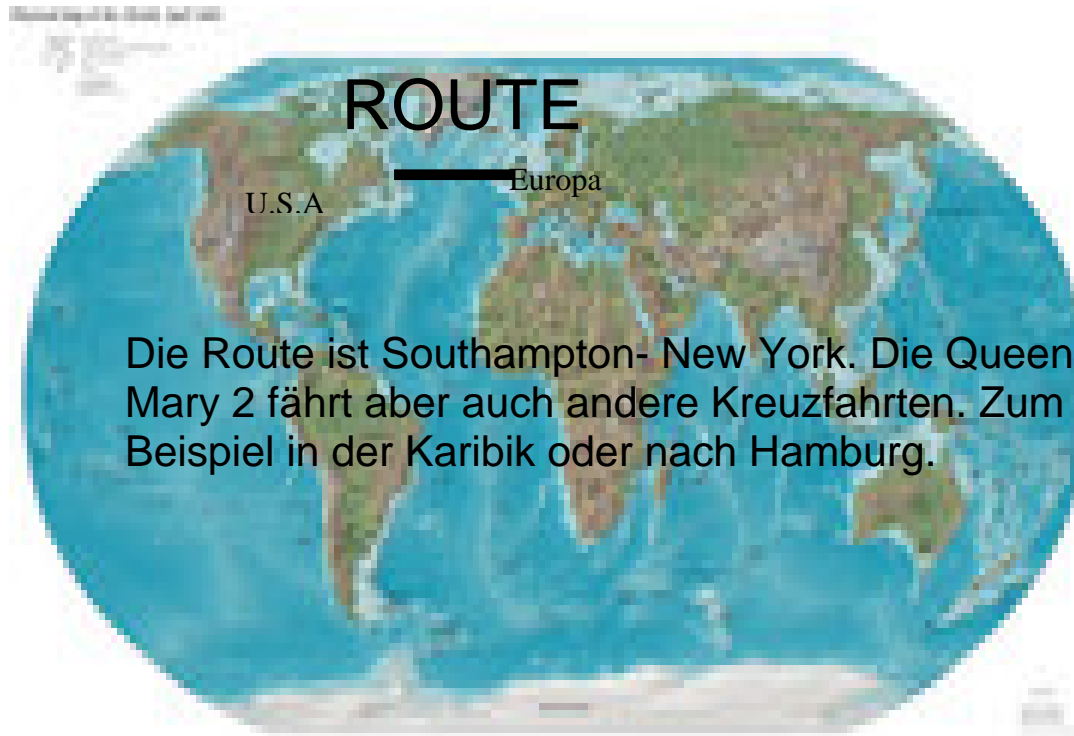 ROUTE
Europa
U.S.A
Die Route ist Southampton- New York. Die Queen
Mary 2 fährt aber auch andere Kreuzfahrten. Zum
Beispiel in der Karibik oder nach Hamburg.